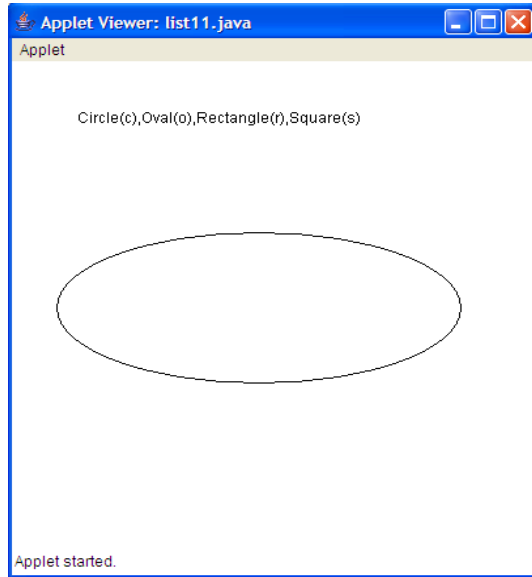 Applet Viewer: list11.java
Applet
Circle(c),Oval(o),Rectangle(r),Square(s)
Applet started.